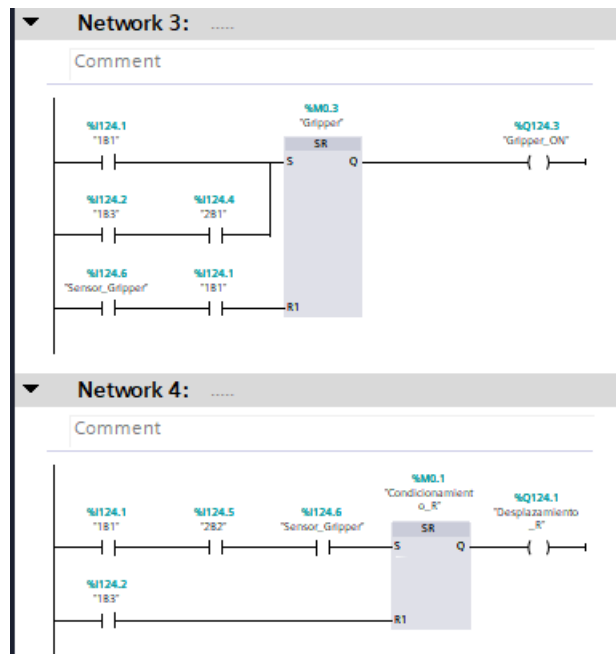 Network 3: .....
Comment
%M0.3
"Gripper"
%I124.1
"1B1"
%Q124.3
"Gripper_ON"
SR
S Q
%I124.2 %I124.4
"1B3" "2B1"
%I124.6 %I124.1
"Sensor_Gripper" "1B1"
R1
Network 4: .....
Comment
%M0.1
"Condicionamient
o_R"
%I124.1 %I124.5 %I124.6
"1B1" "2B2" "Sensor_Gripper"
%Q124.1
"Desplazamiento
_R"
SR
S Q
%I124.2
"1B3"
R1